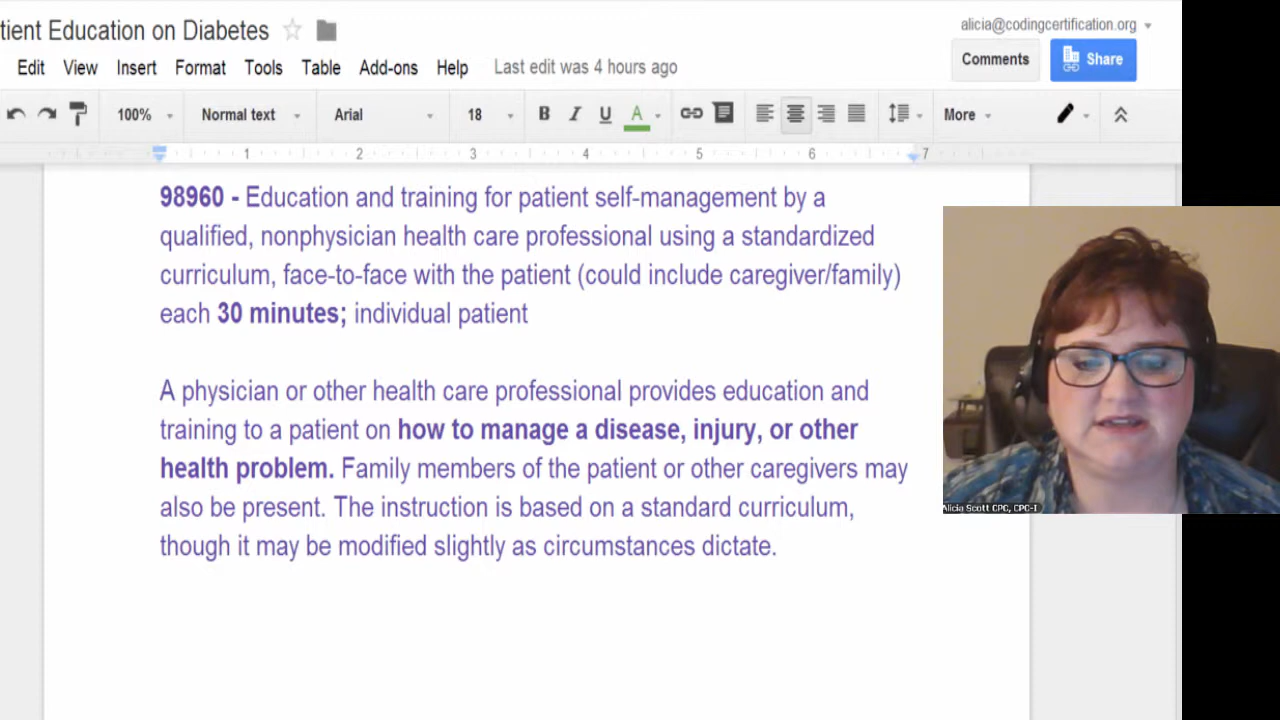 tient Education on Diabetes
alicia@codingcertification.org
Edit View Insert Format Tools Table Add-ons Help Last edit was 4 hours ago
Comments Share
100% Normal text Arial 18 B I U A More
1 2 3 4 5 6 7
98960 - Education and training for patient self-management by a
qualified, nonphysician health care professional using a standardized
curriculum, face-to-face with the patient (could include caregiver/family)
each 30 minutes; individual patient
A physician or other health care professional provides education and
training to a patient on how to manage a disease, injury, or other
health problem. Family members of the patient or other caregivers may
also be present. The instruction is based on a standard curriculum,
though it may be modified slightly as circumstances dictate.
Alicia Scott CPC, CPC-I